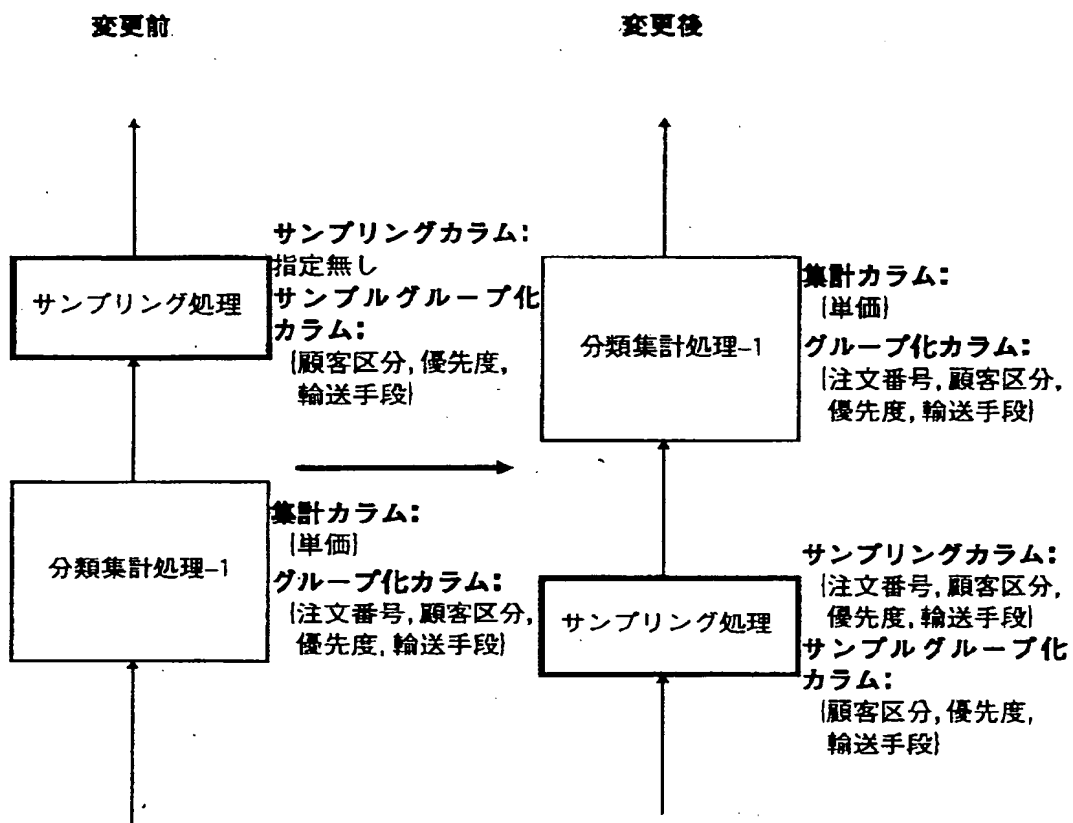 変更前
サンプリング処理
サンプリングカラム:
指定無し
サンプルグループ化
カラム:
{顧客区分, 優先度,
輸送手段}
分類集計処理-1
集計カラム:
{単価}
グループ化カラム:
{注文番号, 顧客区分,
優先度, 輸送手段}
変更後
分類集計処理-1
集計カラム:
{単価}
グループ化カラム:
{注文番号, 顧客区分,
優先度, 輸送手段}
サンプリング処理
サンプリングカラム:
{注文番号, 顧客区分,
優先度, 輸送手段}
サンプルグループ化
カラム:
{顧客区分, 優先度,
輸送手段}